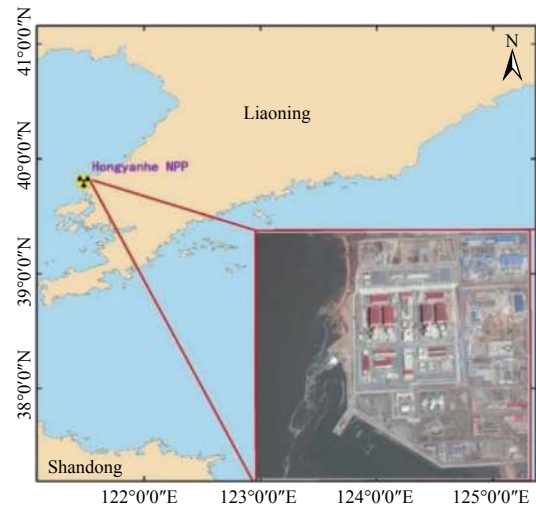 N
Liaoning
Hongyanhe NPP
Shandong
41°0′0″N
40°0′0″N
39°0′0″N
38°0′0″N
122°0′0″E
123°0′0″E
124°0′0″E
125°0′0″E